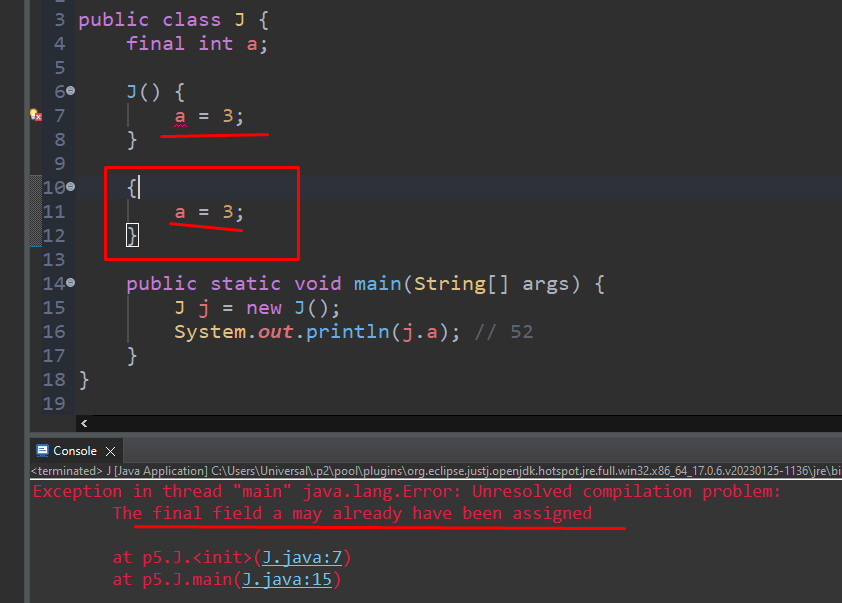 3 public class J {
4 final int a;
5
6 J() {
7 a = 3;
8 }
9
10 {
11 a = 3;
12 }
13
14 public static void main(String[] args) {
15 J j = new J();
16 System.out.println(j.a); // 52
17 }
18 }
19
Console
<terminated> J [Java Application] C:\Users\Universal\.p2\pool\plugins\org.eclipse.justj.openjdk.hotspot.jre.full.win32.x86_64_17.0.6.v20230125-1136\jre\bi
Exception in thread "main" java.lang.Error: Unresolved compilation problem:
The final field a may already have been assigned
at p5.J.<init>(J.java:7)
at p5.J.main(J.java:15)